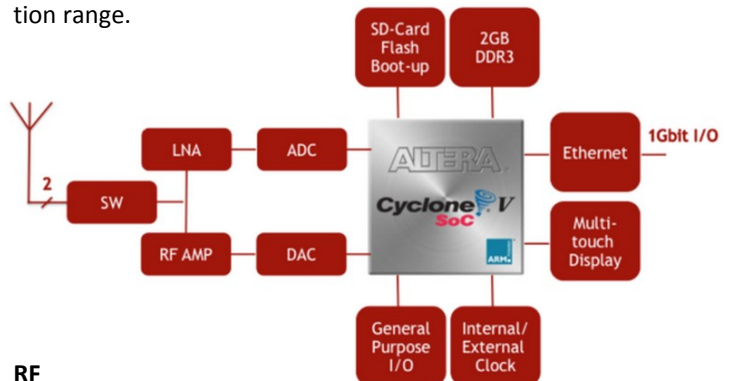 tion range.
SD-Card
Flash
Boot-up
2GB
DDR3
LNA
ADC
ALTERA
Cyclone V
SoC
ARM
Ethernet
1Gbit I/O
2
SW
Multi-
touch
Display
RF AMP
DAC
General
Purpose
I/O
Internal/
External
Clock
RF